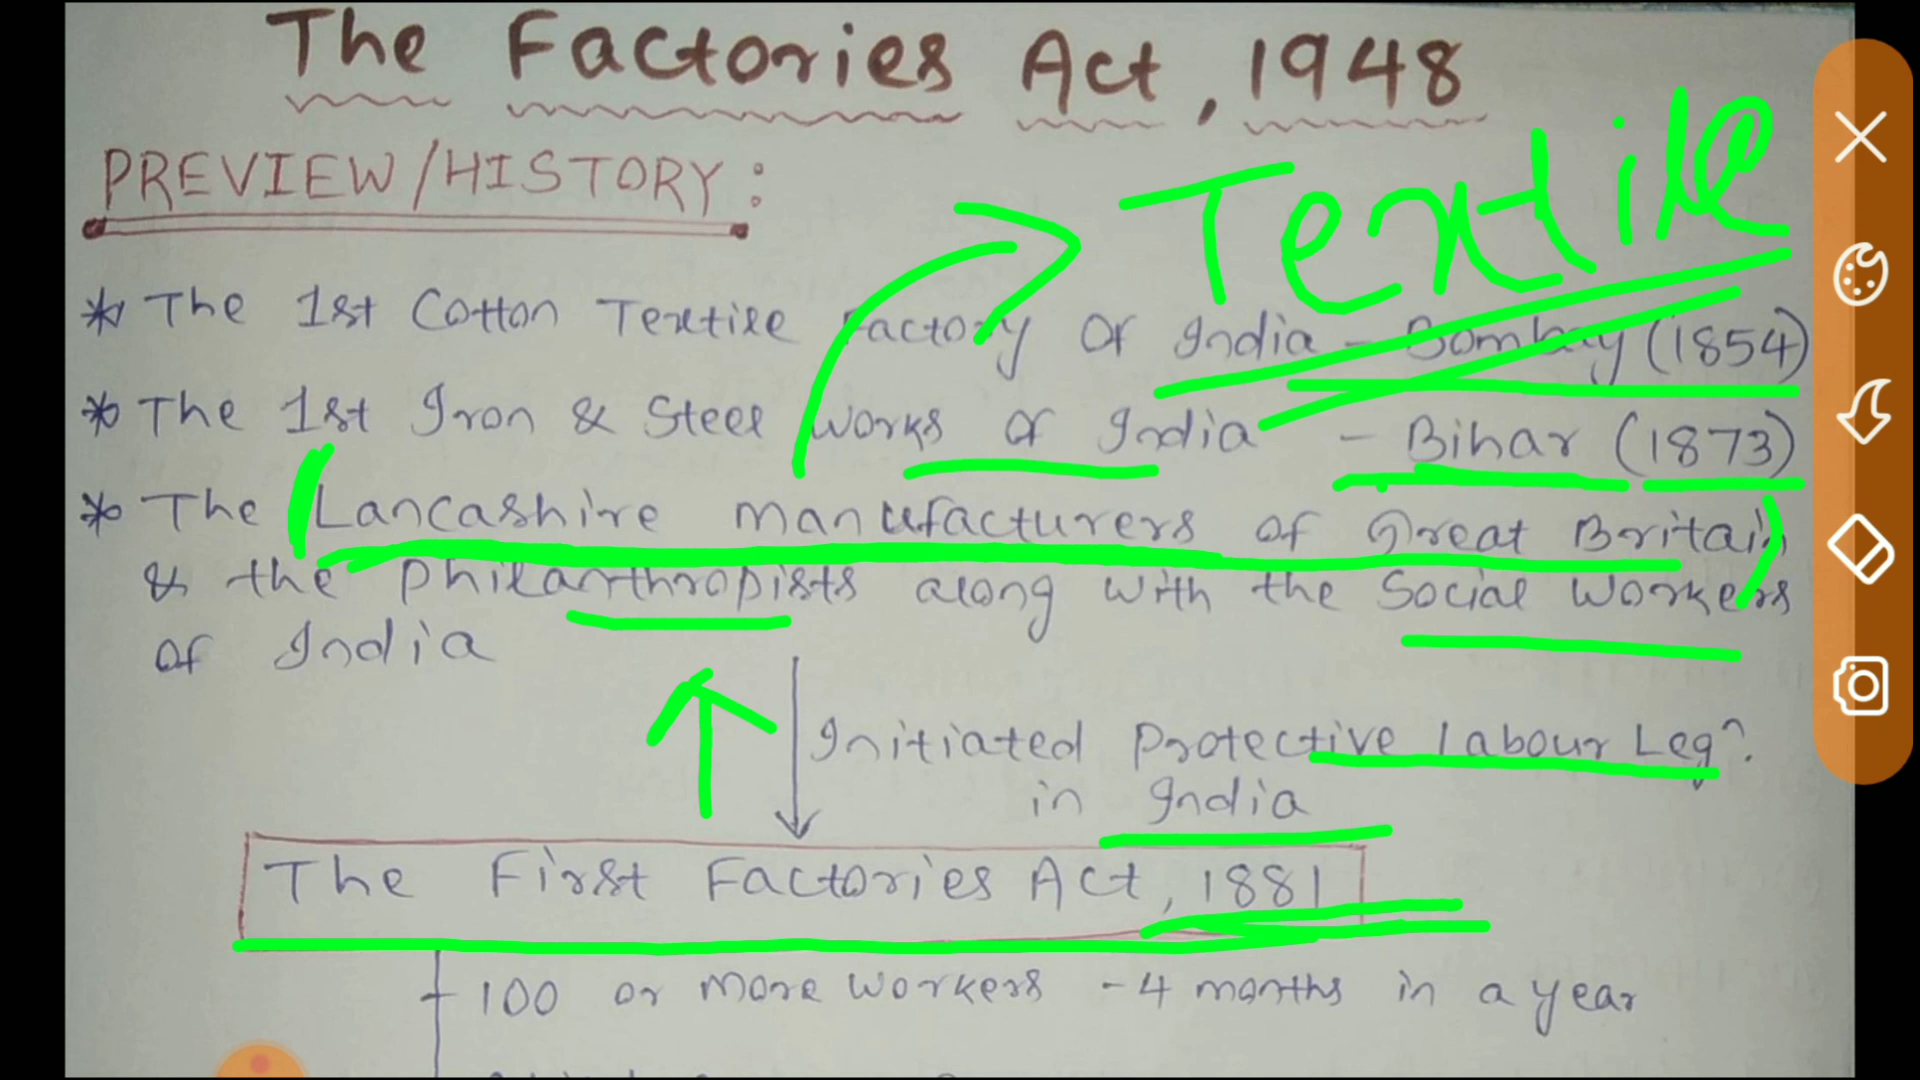 The Factories Act, 1948
PREVIEW/HISTORY:
Textile
* The 1st Cotton Textile Factory Of India - Bombay (1854)
* The 1st Iron & Steel Works Of India - Bihar (1873)
* The Lancashire manufacturers of Great Britain
& the philanthropists along with the Social Workers
of India
Initiated Protective Labour Legⁿ.
in India
The First Factories Act, 1881
100 or more workers - 4 months in a year